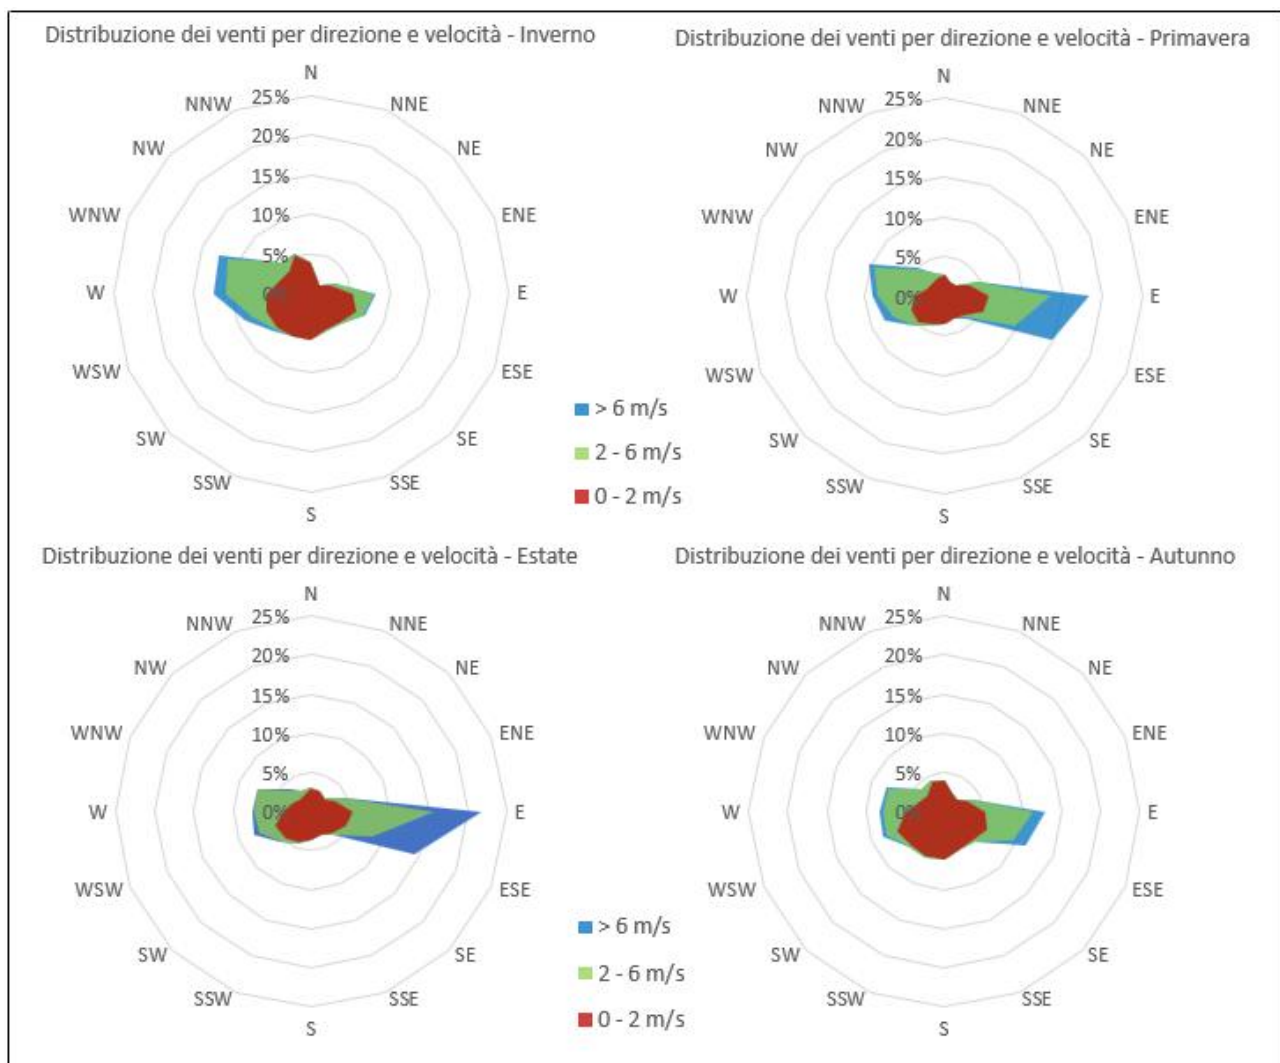 Distribuzione dei venti per direzione e velocità - Inverno
N
NNE
NE
ENE
E
ESE
SE
SSE
S
SSW
SW
WSW
W
WNW
NW
NNW
25%
20%
15%
10%
5%
0%
Distribuzione dei venti per direzione e velocità - Primavera
N
NNE
NE
ENE
E
ESE
SE
SSE
S
SSW
SW
WSW
W
WNW
NW
NNW
25%
20%
15%
10%
5%
0%
> 6 m/s
2 - 6 m/s
0 - 2 m/s
Distribuzione dei venti per direzione e velocità - Estate
N
NNE
NE
ENE
E
ESE
SE
SSE
S
SSW
SW
WSW
W
WNW
NW
NNW
25%
20%
15%
10%
5%
0%
Distribuzione dei venti per direzione e velocità - Autunno
N
NNE
NE
ENE
E
ESE
SE
SSE
S
SSW
SW
WSW
W
WNW
NW
NNW
25%
20%
15%
10%
5%
0%
> 6 m/s
2 - 6 m/s
0 - 2 m/s